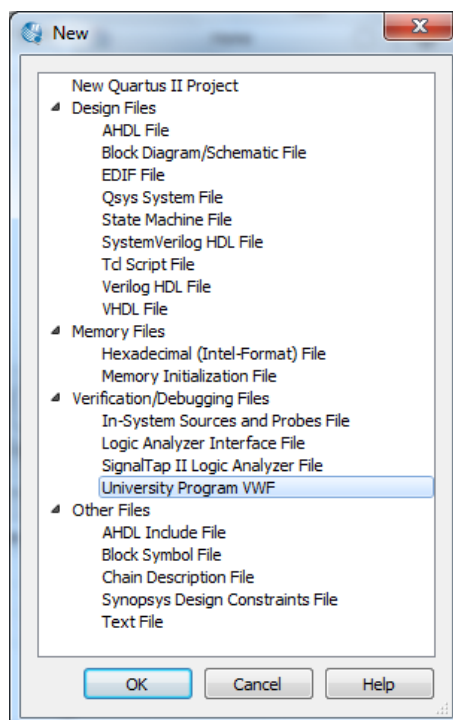 New
New Quartus II Project
Design Files
AHDL File
Block Diagram/Schematic File
EDIF File
Qsys System File
State Machine File
SystemVerilog HDL File
Tcl Script File
Verilog HDL File
VHDL File
Memory Files
Hexadecimal (Intel-Format) File
Memory Initialization File
Verification/Debugging Files
In-System Sources and Probes File
Logic Analyzer Interface File
SignalTap II Logic Analyzer File
University Program VWF
Other Files
AHDL Include File
Block Symbol File
Chain Description File
Synopsys Design Constraints File
Text File
OK Cancel Help